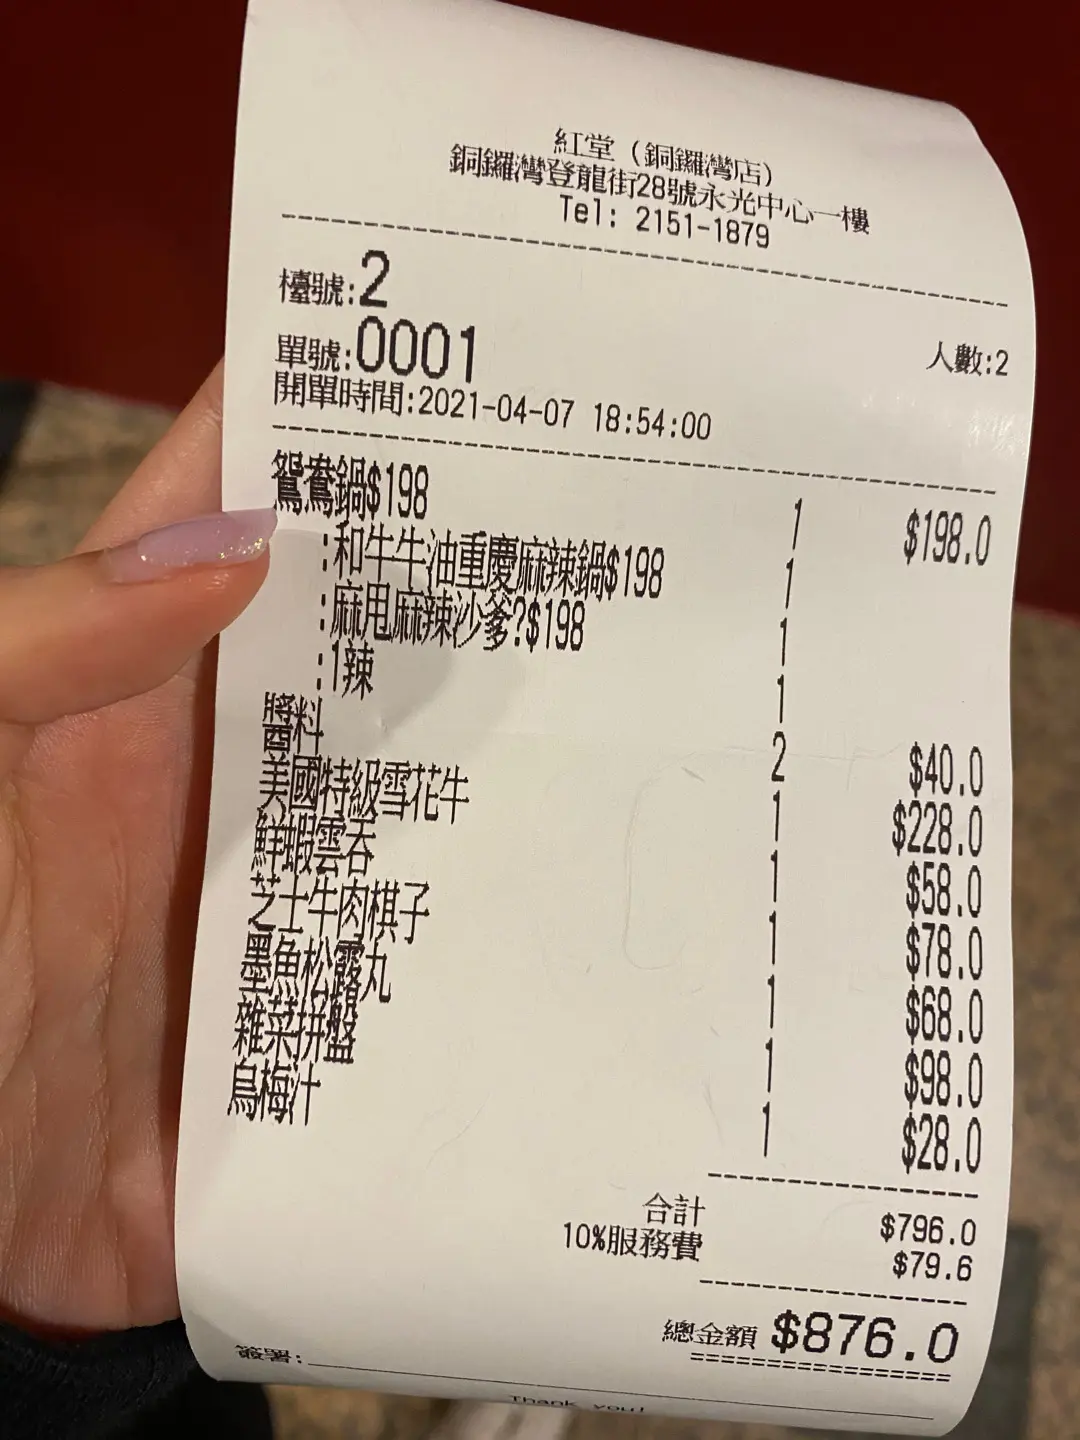 紅堂（銅鑼灣店）
銅鑼灣登龍街28號永光中心一樓
Tel: 2151-1879
檯號:2
單號:0001 人數:2
開單時間:2021-04-07 18:54:00
鴛鴦鍋$198 1 $198.0
:和牛牛油重慶麻辣鍋$198 1
:麻甩麻辣沙爹?$198 1
:1辣 1
醬料 2 $40.0
美國特級雪花牛 1 $228.0
鮮蝦雲吞 1 $58.0
芝士牛肉棋子 1 $78.0
墨魚松露丸 1 $68.0
雜菜拼盤 1 $98.0
烏梅汁 1 $28.0
合計 $796.0
10%服務費 $79.6
總金額 $876.0
簽署:
Thank you!